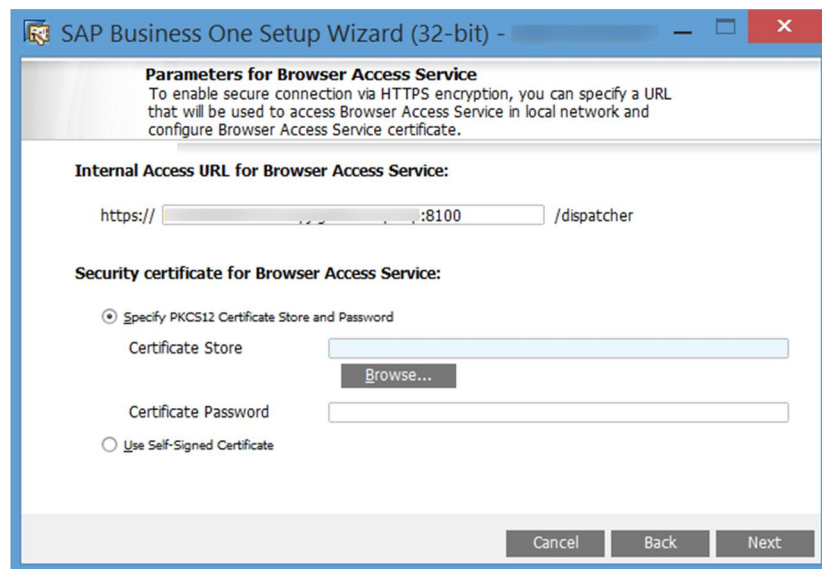 SAP Business One Setup Wizard (32-bit) -
Parameters for Browser Access Service
To enable secure connection via HTTPS encryption, you can specify a URL
that will be used to access Browser Access Service in local network and
configure Browser Access Service certificate.
Internal Access URL for Browser Access Service:
https:// :8100 /dispatcher
Security certificate for Browser Access Service:
Specify PKCS12 Certificate Store and Password
Certificate Store
Browse...
Certificate Password
Use Self-Signed Certificate
Cancel Back Next